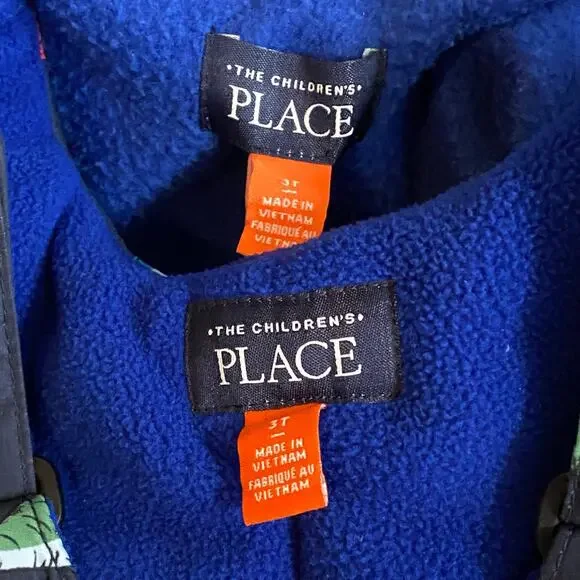 •THE CHILDREN'S•
PLACE
3T
MADE IN
VIETNAM
FABRIQUÉ AU
VIETNAM
•THE CHILDREN'S•
PLACE
3T
MADE IN
VIETNAM
FABRIQUÉ AU
VIETNAM